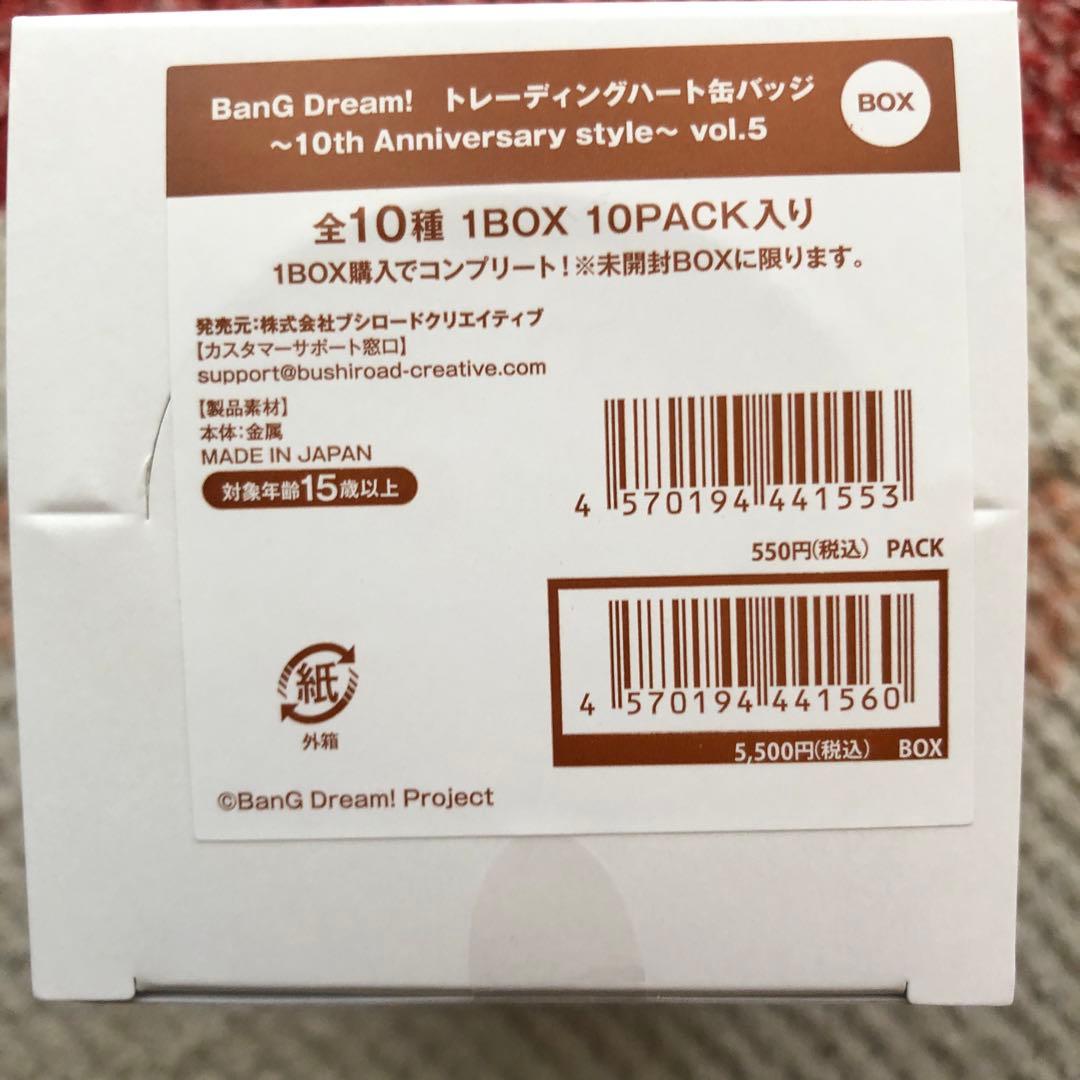 BanG Dream! トレーディングハート缶バッジ
～10th Anniversary style～ vol.5
BOX
全10種 1BOX 10PACK入り
1BOX購入でコンプリート！※未開封BOXに限ります。
発売元：株式会社ブシロードクリエイティブ
【カスタマーサポート窓口】
support@bushiroad-creative.com
【製品素材】
本体：金属
MADE IN JAPAN
対象年齢15歳以上
4 570194 441553
550円(税込) PACK
4 570194 441560
5,500円(税込) BOX
紙
外箱
©BanG Dream! Project